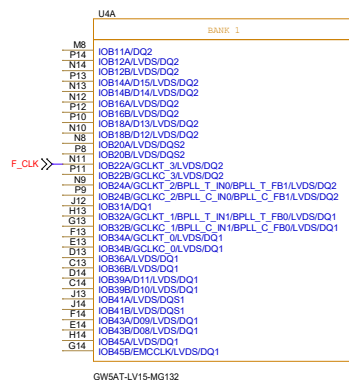 U4A
BANK 1
M8 IOB11A/DQ2
P14 IOB12A/LVDS/DQ2
N14 IOB12B/LVDS/DQ2
P13 IOB14A/D15/LVDS/DQ2
N13 IOB14B/D14/LVDS/DQ2
N12 IOB16A/LVDS/DQ2
P12 IOB16B/LVDS/DQ2
P10 IOB18A/D13/LVDS/DQ2
N10 IOB18B/D12/LVDS/DQ2
N8 IOB20A/LVDS/DQS2
P8 IOB20B/LVDS/DQS2
F_CLK N11 IOB22A/GCLKT_3/LVDS/DQ2
P11 IOB22B/GCLKC_3/LVDS/DQ2
N9 IOB24A/GCLKT_2/BPLL_T_IN0/BPLL_T_FB1/LVDS/DQ2
P9 IOB24B/GCLKC_2/BPLL_C_IN0/BPLL_C_FB1/LVDS/DQ2
J12 IOB31A/DQ1
H13 IOB32A/GCLKT_1/BPLL_T_IN1/BPLL_T_FB0/LVDS/DQ1
G13 IOB32B/GCLKC_1/BPLL_C_IN1/BPLL_C_FB0/LVDS/DQ1
F13 IOB34A/GCLKT_0/LVDS/DQ1
E13 IOB34B/GCLKC_0/LVDS/DQ1
D13 IOB36A/LVDS/DQ1
C13 IOB36B/LVDS/DQ1
D14 IOB39A/D11/LVDS/DQ1
C14 IOB39B/D10/LVDS/DQ1
J13 IOB41A/LVDS/DQS1
J14 IOB41B/LVDS/DQS1
F14 IOB43A/D09/LVDS/DQ1
E14 IOB43B/D08/LVDS/DQ1
H14 IOB45A/LVDS/DQ1
G14 IOB45B/EMCCLK/LVDS/DQ1
GW5AT-LV15-MG132